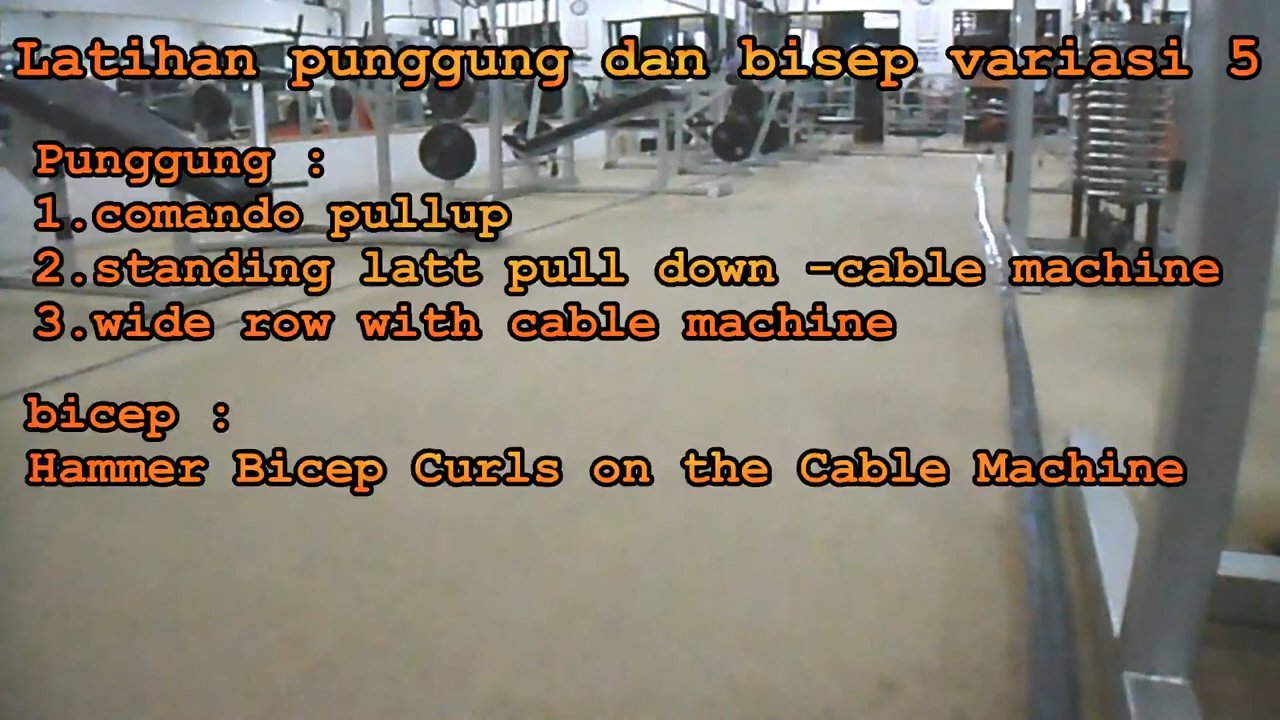 Latihan punggung dan bisep variasi 5
Punggung :
1.comando pullup
2.standing latt pull down -cable machine
3.wide row with cable machine
bicep :
Hammer Bicep Curls on the Cable Machine